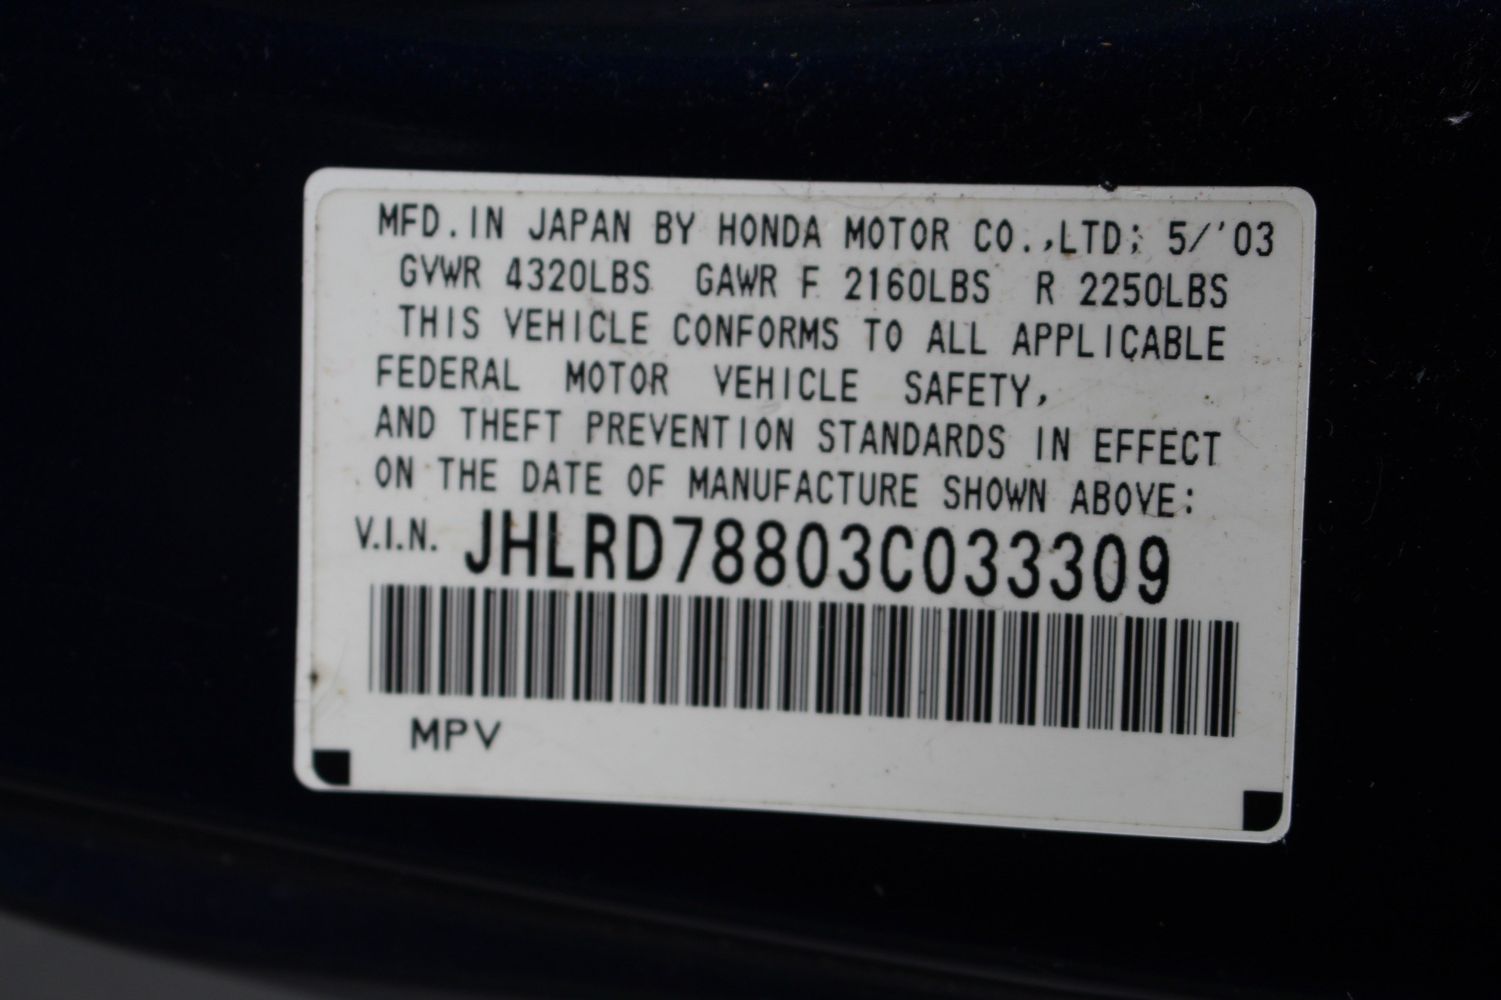 MFD.IN JAPAN BY HONDA MOTOR CO.,LTD; 5/'03
GVWR 4320LBS GAWR F 2160LBS R 2250LBS
THIS VEHICLE CONFORMS TO ALL APPLICABLE
FEDERAL MOTOR VEHICLE SAFETY,
AND THEFT PREVENTION STANDARDS IN EFFECT
ON THE DATE OF MANUFACTURE SHOWN ABOVE:
V.I.N. JHLRD78803C033309
MPV